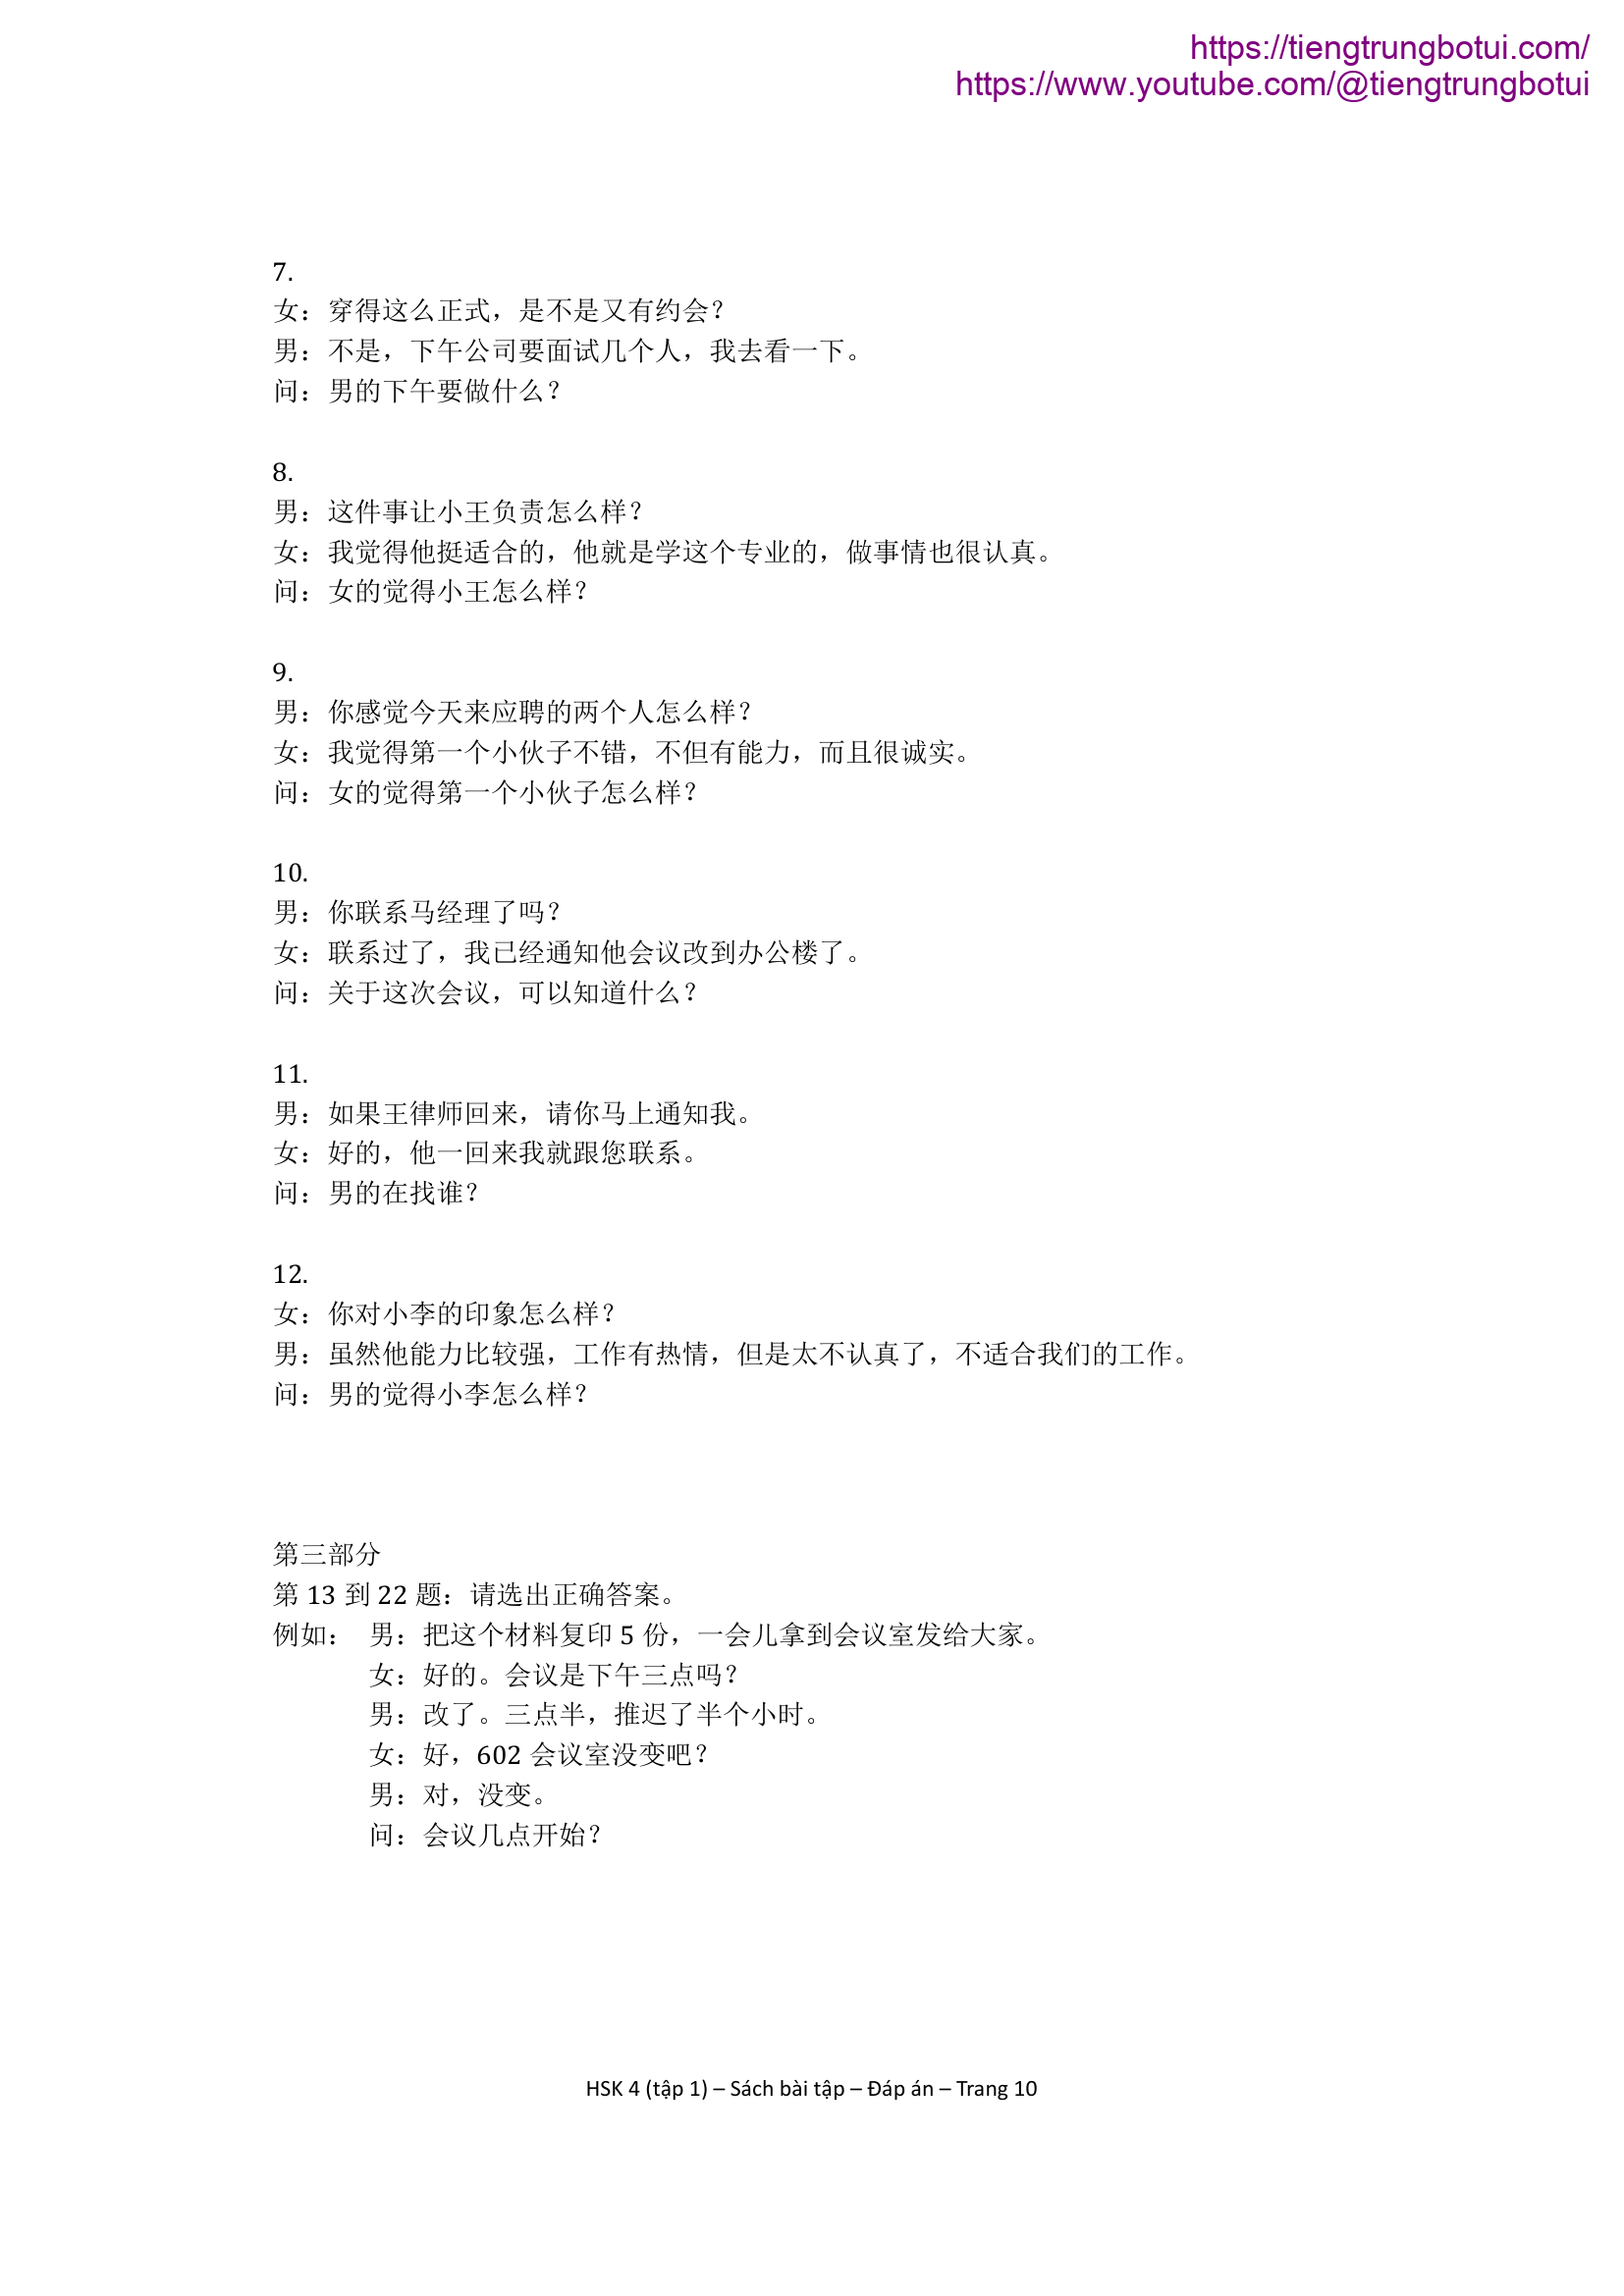 https://tiengtrungbotui.com/
https://www.youtube.com/@tiengtrungbotui
7.
女：穿得这么正式，是不是又有约会？
男：不是，下午公司要面试几个人，我去看一下。
问：男的下午要做什么？
8.
男：这件事让小王负责怎么样？
女：我觉得他挺适合的，他就是学这个专业的，做事情也很认真。
问：女的觉得小王怎么样？
9.
男：你感觉今天来应聘的两个人怎么样？
女：我觉得第一个小伙子不错，不但有能力，而且很诚实。
问：女的觉得第一个小伙子怎么样？
10.
男：你联系马经理了吗？
女：联系过了，我已经通知他会议改到办公楼了。
问：关于这次会议，可以知道什么？
11.
男：如果王律师回来，请你马上通知我。
女：好的，他一回来我就跟您联系。
问：男的在找谁？
12.
女：你对小李的印象怎么样？
男：虽然他能力比较强，工作有热情，但是太不认真了，不适合我们的工作。
问：男的觉得小李怎么样？
第三部分
第 13 到 22 题：请选出正确答案。
例如： 男：把这个材料复印 5 份，一会儿拿到会议室发给大家。
女：好的。会议是下午三点吗？
男：改了。三点半，推迟了半个小时。
女：好，602 会议室没变吧？
男：对，没变。
问：会议几点开始？
HSK 4 (tập 1) – Sách bài tập – Đáp án – Trang 10